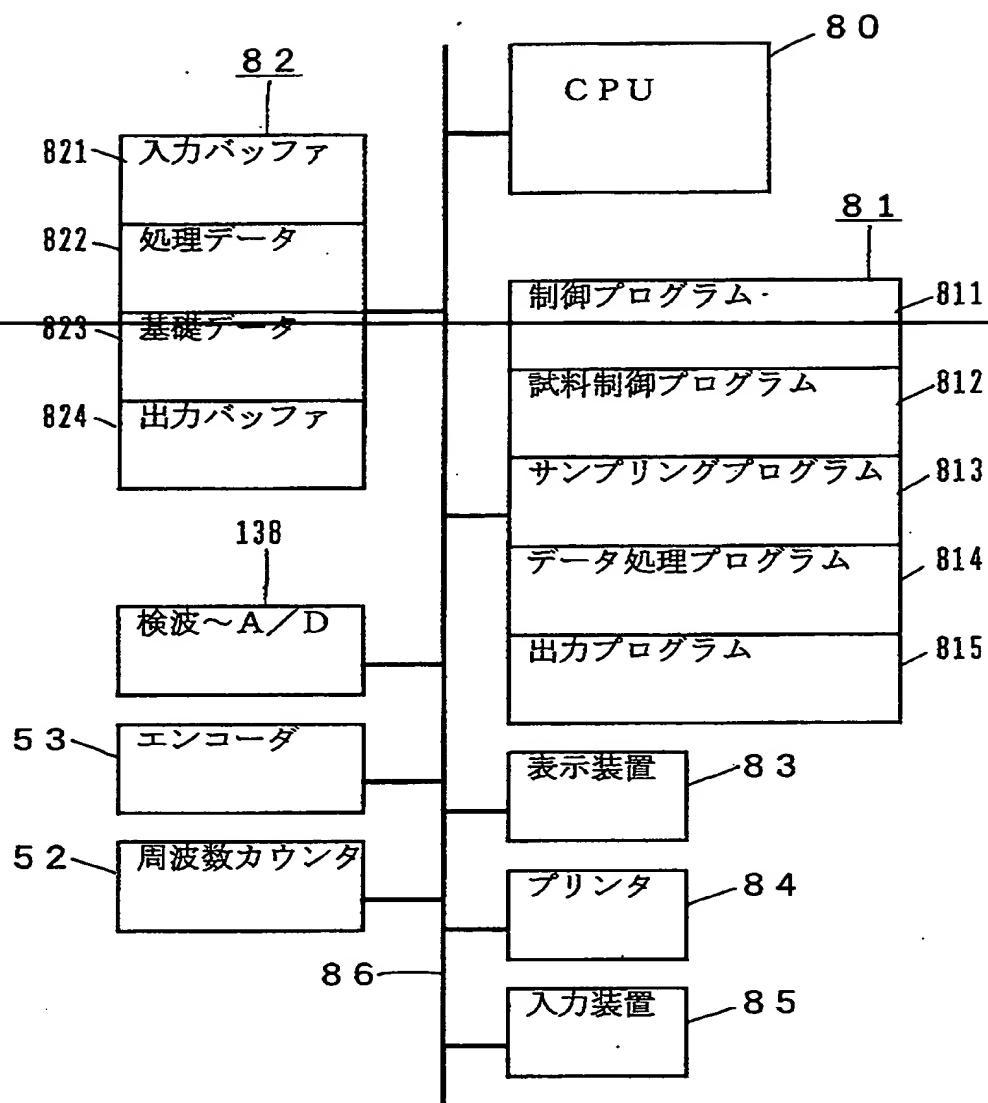 ８０
ＣＰＵ
８２
821
入力バッファ
822
処理データ
823
基礎データ
824
出力バッファ
８１
制御プログラム
811
試料制御プログラム
812
サンプリングプログラム
813
データ処理プログラム
814
出力プログラム
815
138
検波～Ａ／Ｄ
５３
エンコーダ
５２
周波数カウンタ
表示装置
８３
プリンタ
８４
８６
入力装置
８５